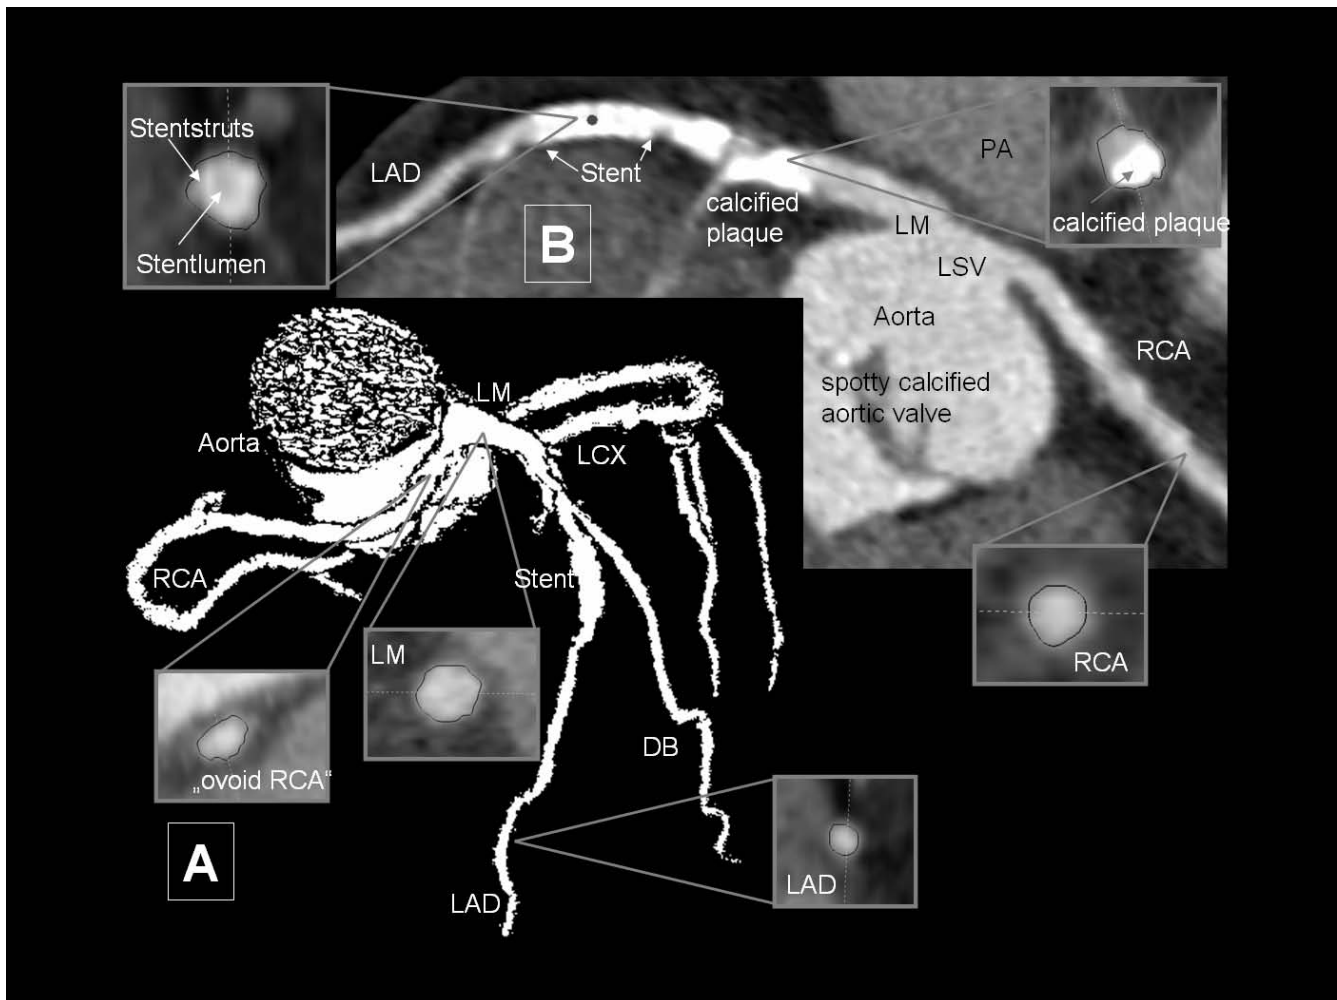 Stentstruts
Stentlumen
LAD
Stent
B
calcified
plaque
PA
LM
LSV
Aorta
spotty calcified
aortic valve
RCA
calcified plaque
RCA
LM
Aorta
LCX
RCA
Stent
LM
„ovoid RCA“
DB
A
LAD
LAD